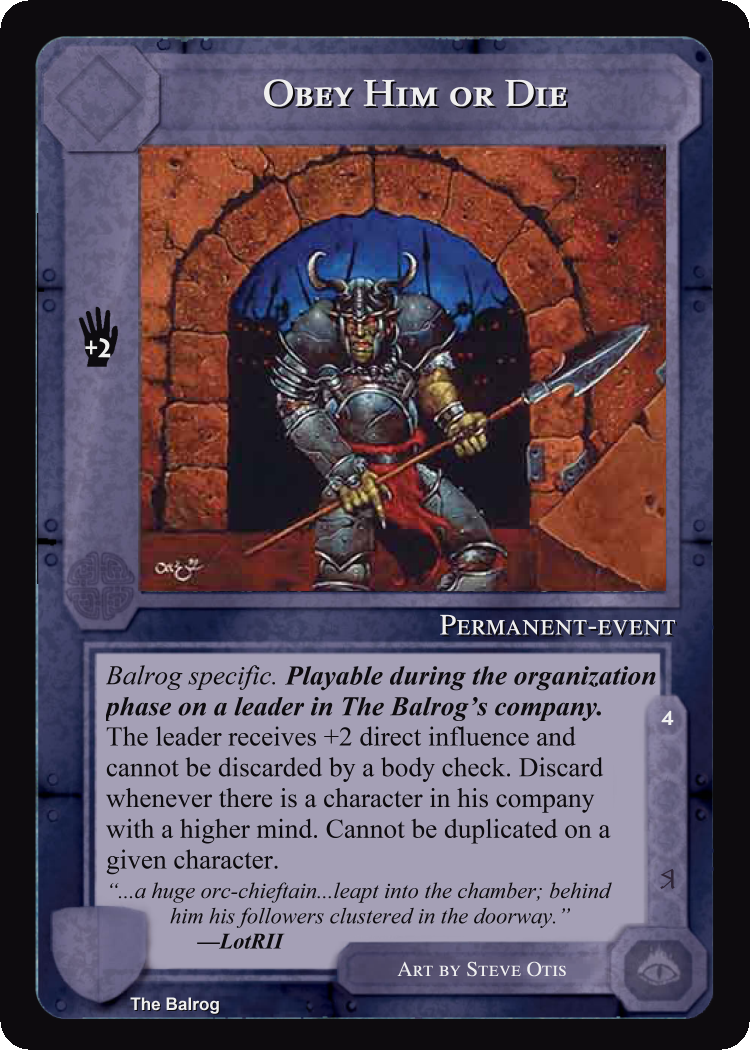 Obey Him or Die
+2
Permanent-event
Balrog specific. Playable during the organization
phase on a leader in The Balrog's company.
The leader receives +2 direct influence and
cannot be discarded by a body check. Discard
whenever there is a character in his company
with a higher mind. Cannot be duplicated on a
given character.
4
“...a huge orc-chieftain...leapt into the chamber; behind
him his followers clustered in the doorway.”
—LotRII
Art by Steve Otis
The Balrog